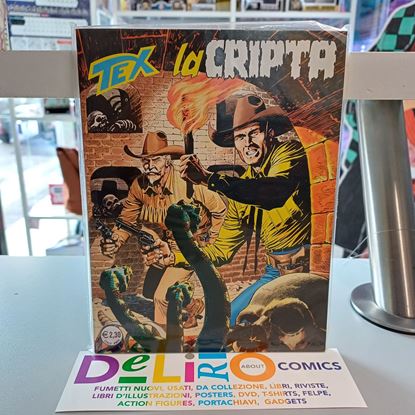 TEX
la CRIPTA
€ 2,30
DeLiRIO ABOUT COMICS
FUMETTI NUOVI, USATI, DA COLLEZIONE, LIBRI, RIVISTE,
LIBRI D'ILLUSTRAZIONI, POSTERS, DVD, T-SHIRTS, FELPE,
ACTION FIGURES, PORTACHIAVI, GADGETS